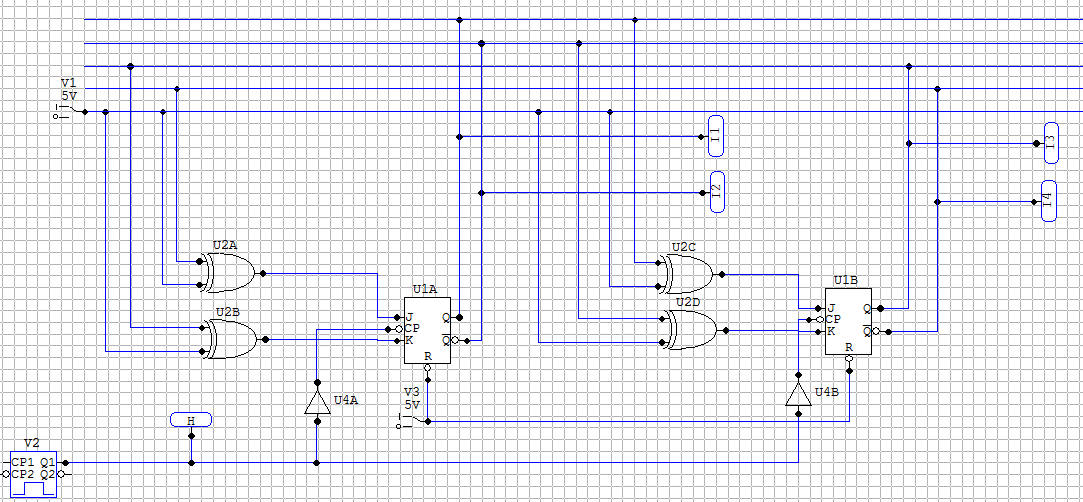 V1
5V
I1
I3
I2
I4
U2A
U2C
U1B
U1A
U2B
U2D
J Q
CP
K Q
R
J Q
CP
K Q
R
U4A
V3
5V
U4B
H
V2
CP1 Q1
CP2 Q2